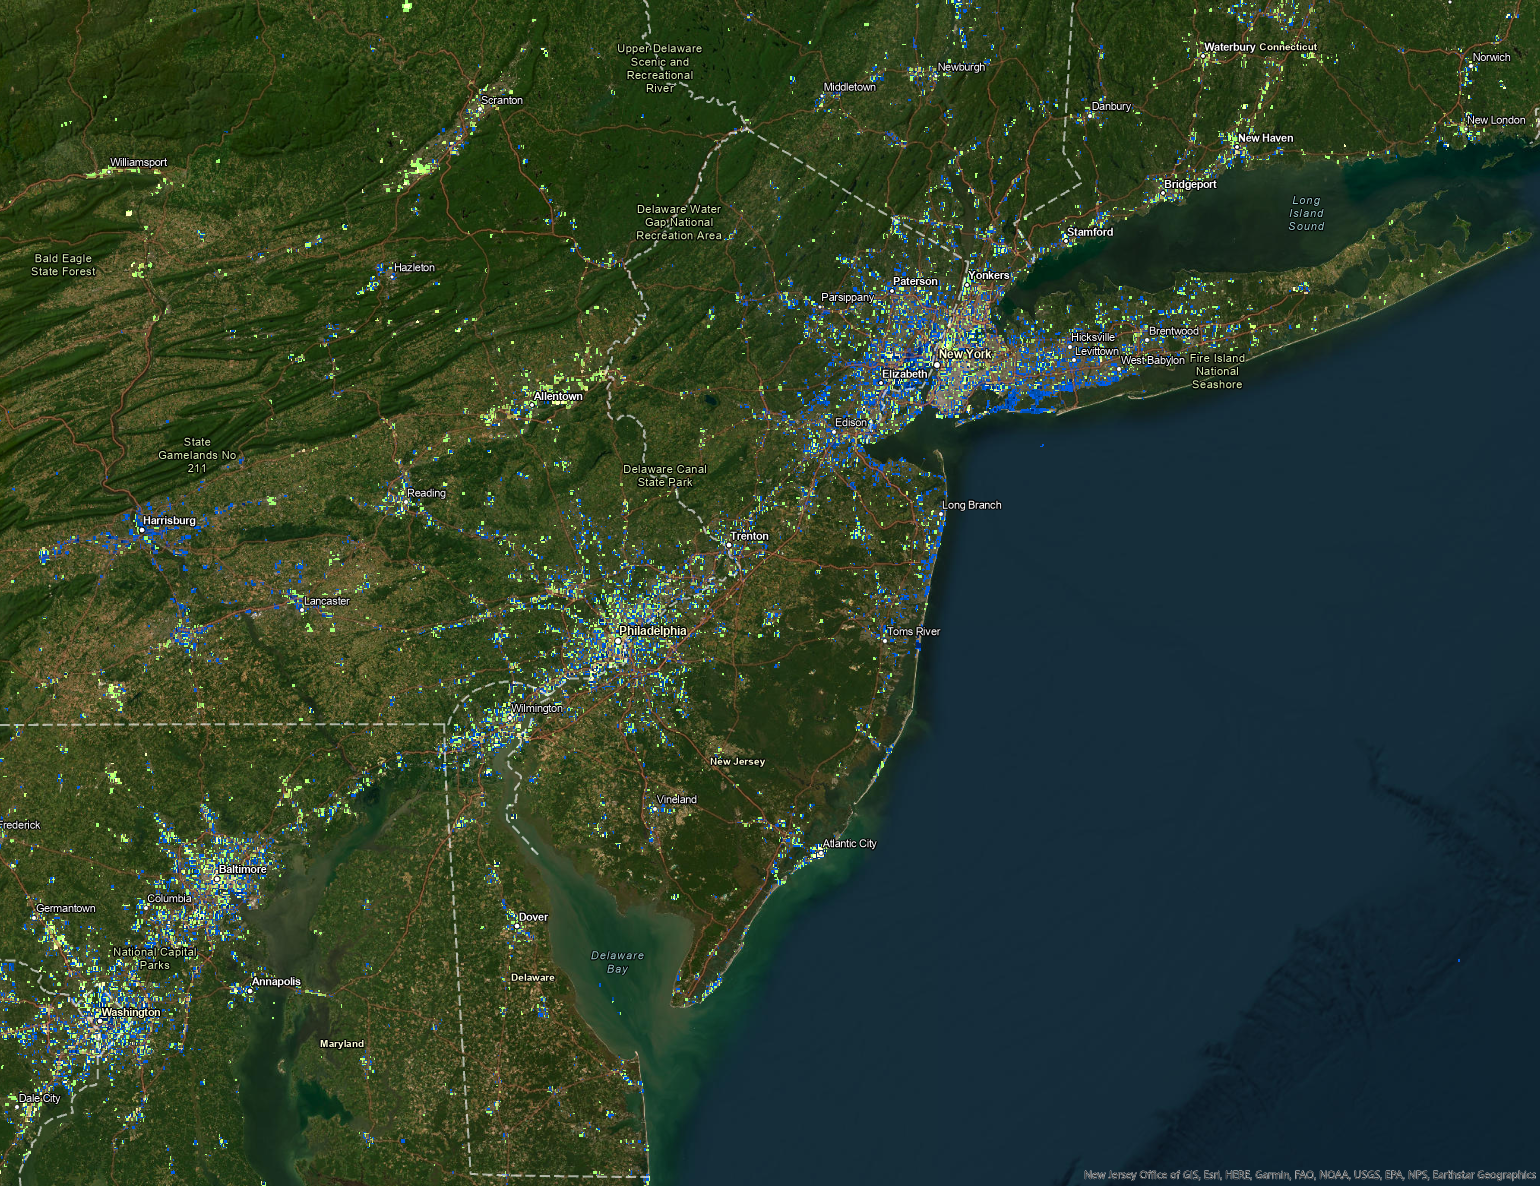 Upper Delaware
Scenic and
Recreational
River
Waterbury
Connecticut
Norwich
Newburgh
Middletown
Scranton
Danbury
New London
New Haven
Williamsport
Bridgeport
Long
Island
Sound
Delaware Water
Gap National
Recreation Area
Stamford
Bald Eagle
State Forest
Hazleton
Yonkers
Paterson
Parsippany
Brentwood
Hicksville
Levittown
New York
West Babylon
Fire Island
National
Seashore
Elizabeth
Allentown
Edison
State
Gamelands No
211
Delaware Canal
State Park
Reading
Long Branch
Harrisburg
Trenton
Lancaster
Philadelphia
Toms River
Wilmington
New Jersey
Vineland
Frederick
Atlantic City
Baltimore
Columbia
Germantown
Dover
National Capital
Parks
Delaware
Bay
Annapolis
Delaware
Washington
Maryland
Dale City
New Jersey Office of GIS, Esri, HERE, Garmin, FAO, NOAA, USGS, EPA, NPS, Earthstar Geographics